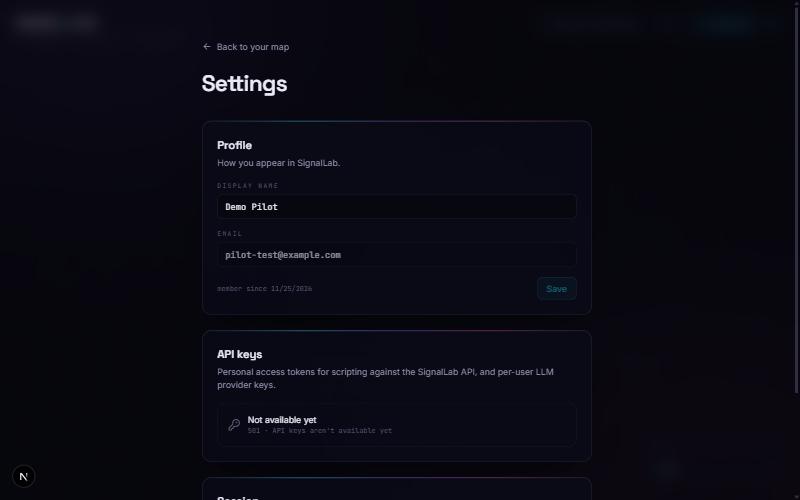 ← Back to your map
Settings
Profile
How you appear in SignalLab.
DISPLAY NAME
Demo Pilot
EMAIL
pilot-test@example.com
member since 11/25/2026
Save
API keys
Personal access tokens for scripting against the SignalLab API, and per-user LLM
provider keys.
Not available yet
501 · API keys aren't available yet
N
Session